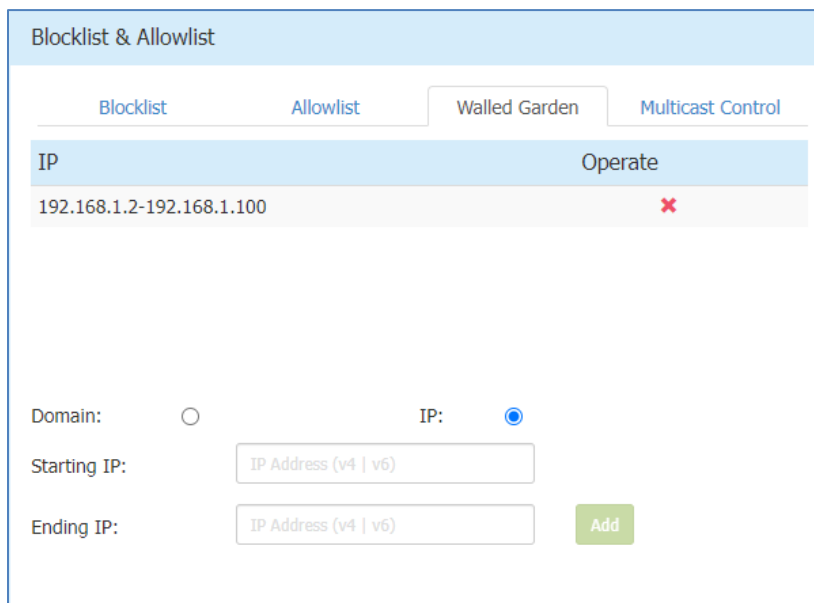 Blocklist & Allowlist
Blocklist Allowlist Walled Garden Multicast Control
IP Operate
192.168.1.2-192.168.1.100
Domain: IP:
Starting IP: IP Address (v4 | v6)
Ending IP: IP Address (v4 | v6) Add